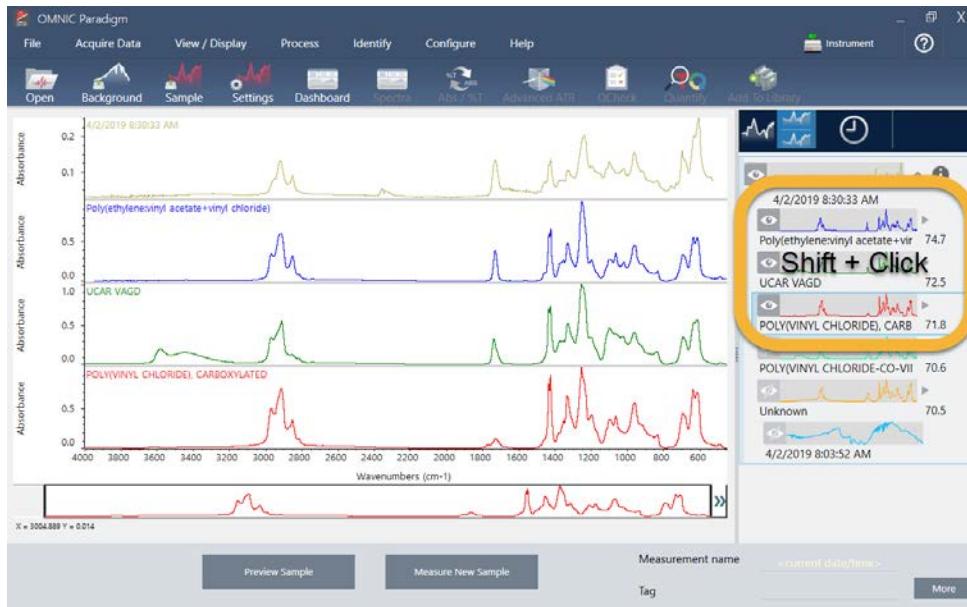 OMNIC Paradigm
File Acquire Data View / Display Process Identify Configure Help Instrument
Open Background Sample Settings Dashboard Spectra Abs / %T Advanced ATR QCheck Quantify Add To Library
4/2/2019 8:30:33 AM
Absorbance
0.2
0.1
Poly(ethylene:vinyl acetate+vinyl chloride)
Absorbance
0.5
0.0
UCAR VAGD
Absorbance
1.0
0.5
0.0
POLY(VINYL CHLORIDE), CARBOXYLATED
Absorbance
0.5
0.0
4000 3800 3600 3400 3200 3000 2800 2600 2400 2200 2000 1800 1600 1400 1200 1000 800 600
Wavenumbers (cm-1)
X = 3004.889 Y = 0.014
4/2/2019 8:30:33 AM
Poly(ethylene:vinyl acetate+vir 74.7
Shift + Click
UCAR VAGD 72.5
POLY(VINYL CHLORIDE), CARB 71.8
POLY(VINYL CHLORIDE-CO-VII 70.6
Unknown 70.5
4/2/2019 8:03:52 AM
Preview Sample
Measure New Sample
Measurement name <current date/time>
Tag
More